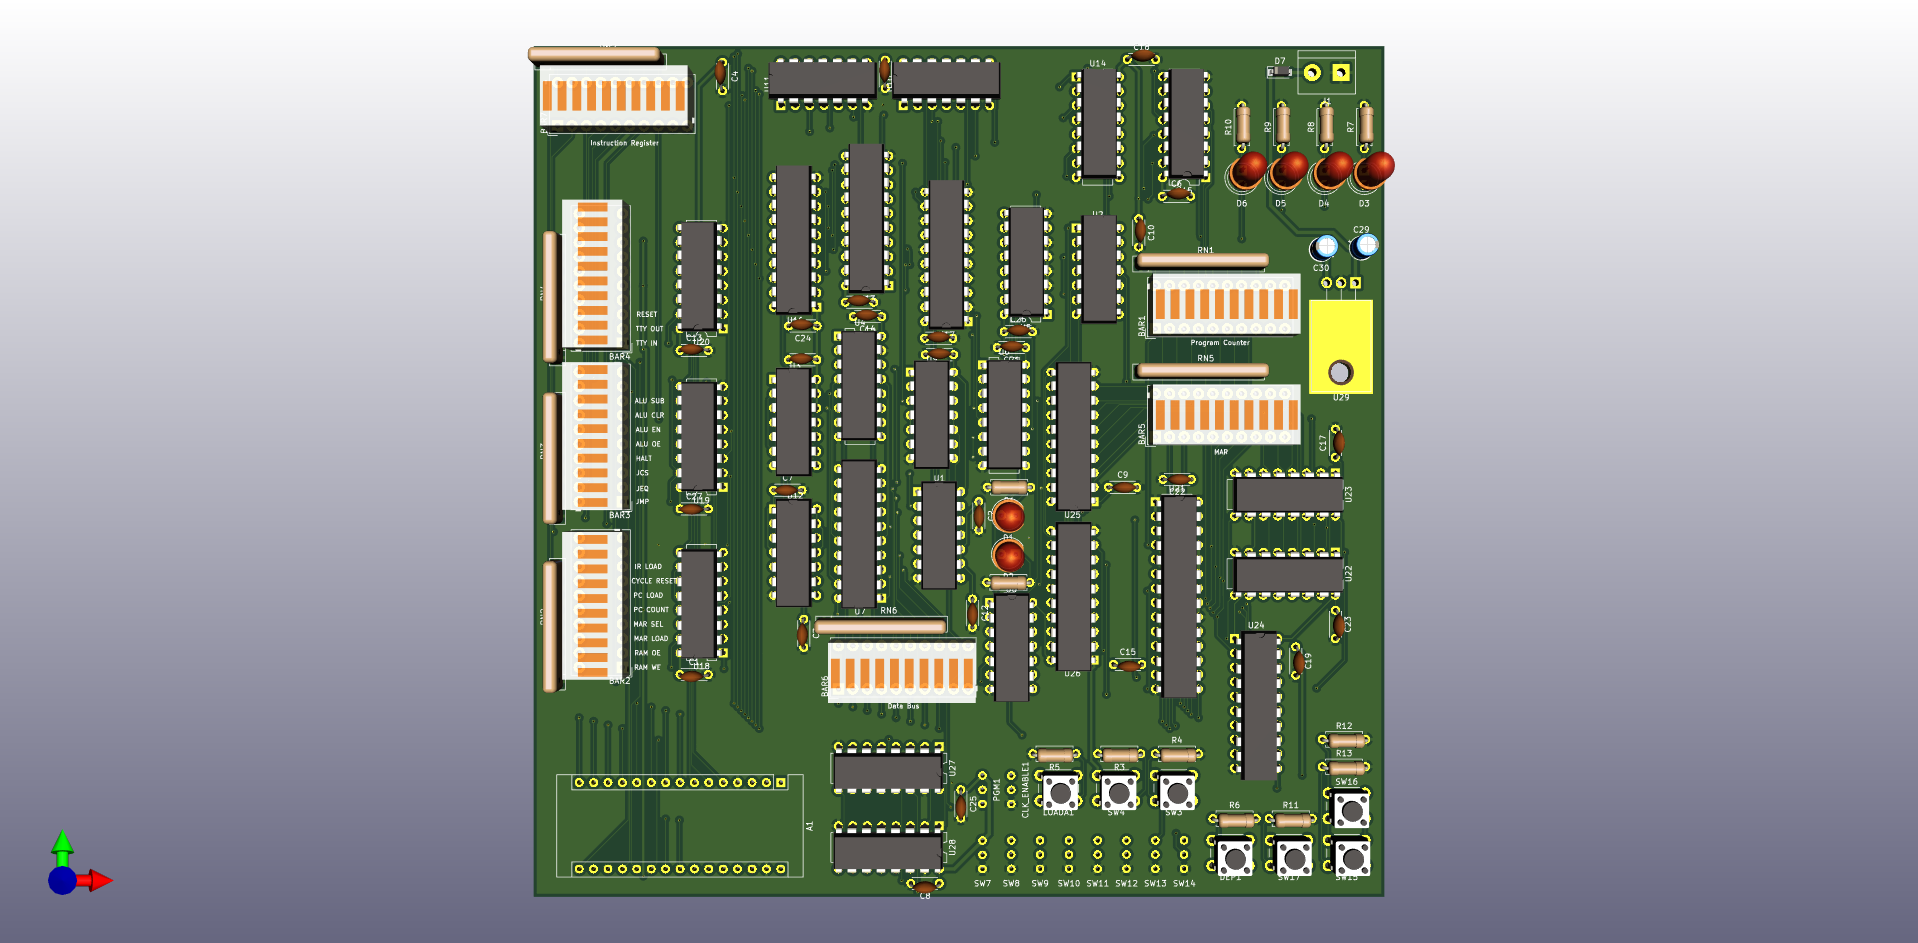 C4
U14
D7
R10
R9
R8
R7
Instruction Register
C6
D6
D5
D4
D3
C10
C29
RN1
C30
RESET
TTY OUT
TTY IN
U20
BAR4
C24
BAR1
Program Counter
RN5
U29
ALU SUB
ALU CLR
ALU EN
ALU OE
HALT
JCS
JEQ
JMP
BAR5
MAR
C17
C7
U1
C9
U19
BAR3
U25
U23
IR LOAD
CYCLE RESET
PC LOAD
PC COUNT
MAR SEL
MAR LOAD
RAM OE
RAM WE
U22
U7
RN6
U24
C23
U18
BAR2
BAR6
Data Bus
U26
C15
C19
R12
R13
R4
R5
R3
U27
PGM1
CLK_ENABLE1
SW16
C25
LOADA1
SW4
SW3
A1
R6
R11
U28
SW7
SW8
SW9
SW10
SW11
SW12
SW13
SW14
DEP1
SW17
SW15
C8